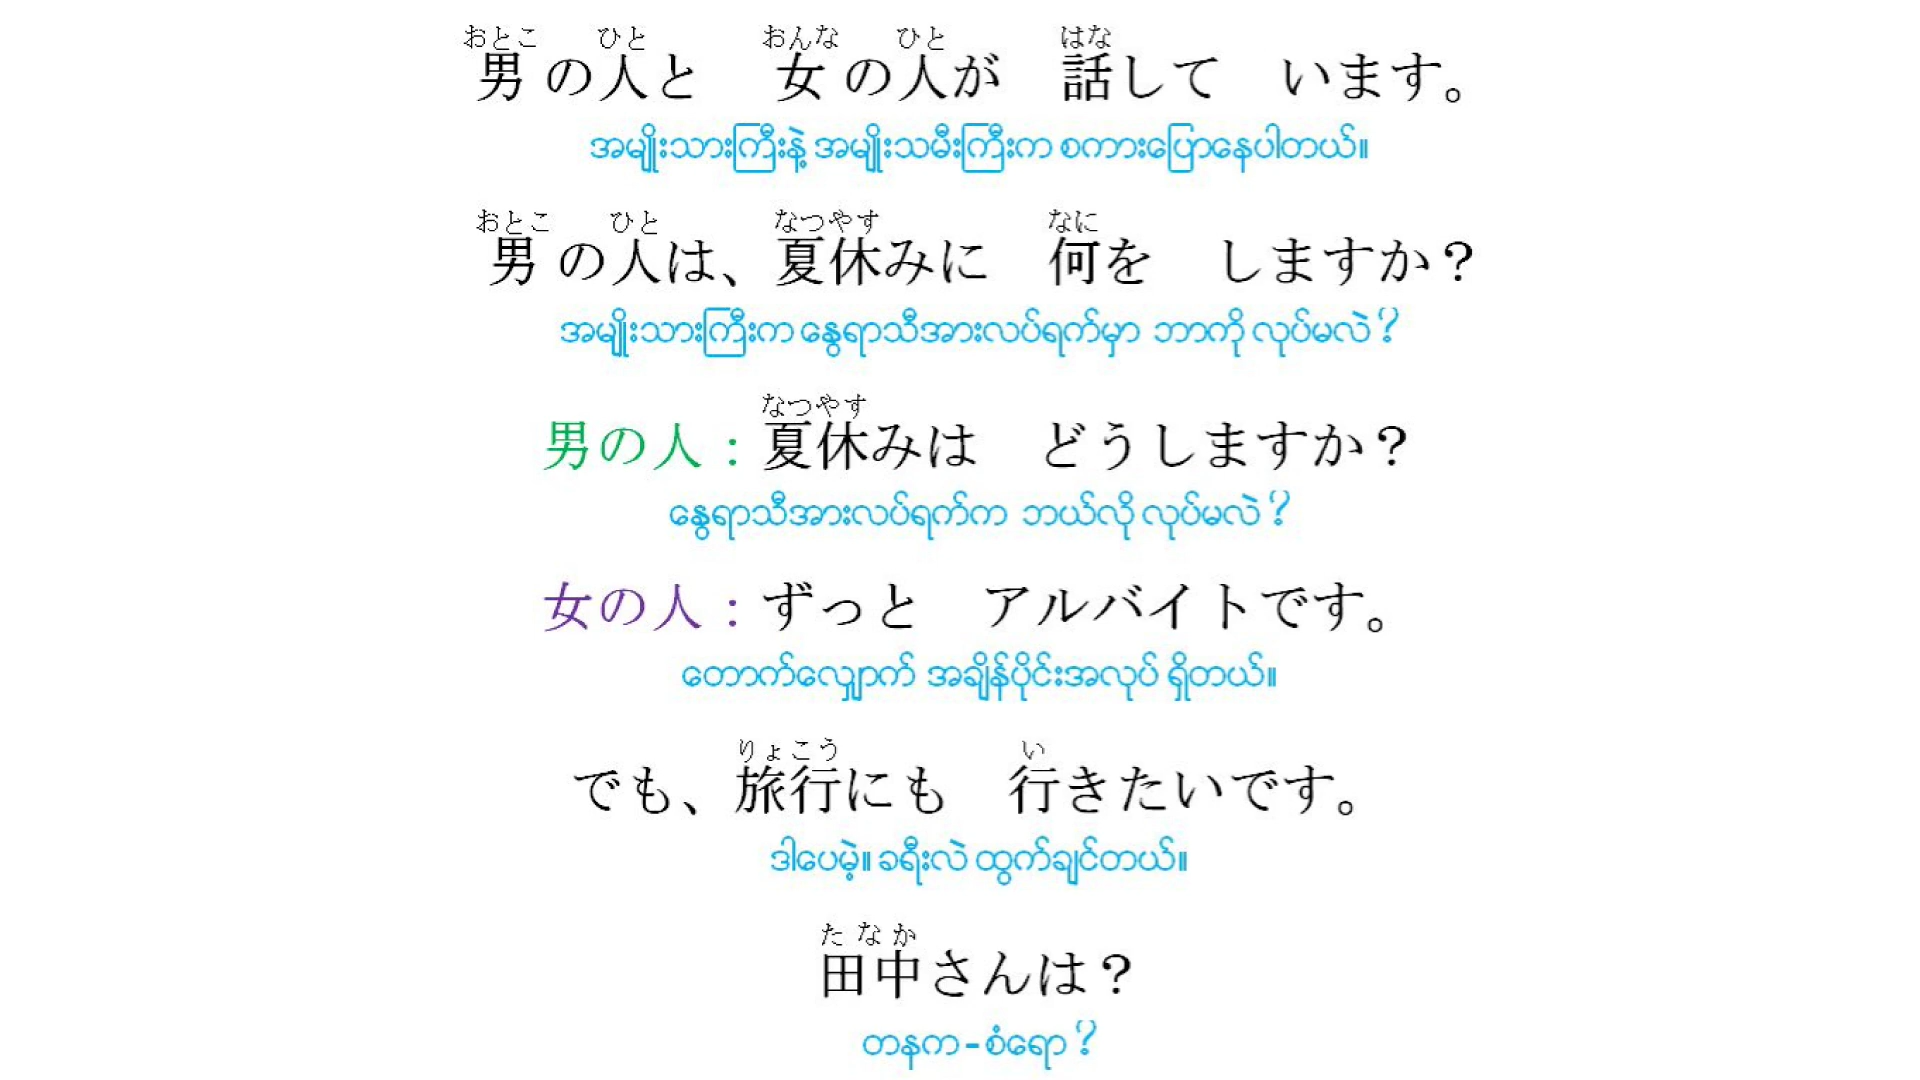 おとこ ひと おんな ひと はな
男の人と 女の人が 話して います。
အမျိုးသားကြီးနဲ့ အမျိုးသမီးကြီးက စကားပြောနေပါတယ်။
おとこ ひと なつやす なに
男の人は、夏休みに 何を しますか？
အမျိုးသားကြီးက နွေရာသီအားလပ်ရက်မှာ ဘာကို လုပ်မလဲ？
なつやす
男の人：夏休みは どうしますか？
နွေရာသီအားလပ်ရက်က ဘယ်လို လုပ်မလဲ？
女の人：ずっと アルバイトです。
တောက်လျှောက် အချိန်ပိုင်းအလုပ် ရှိတယ်။
りょこう い
でも、旅行にも 行きたいです。
ဒါပေမဲ့။ ခရီးလဲ ထွက်ချင်တယ်။
たなか
田中さんは？
တနက-စံရော？